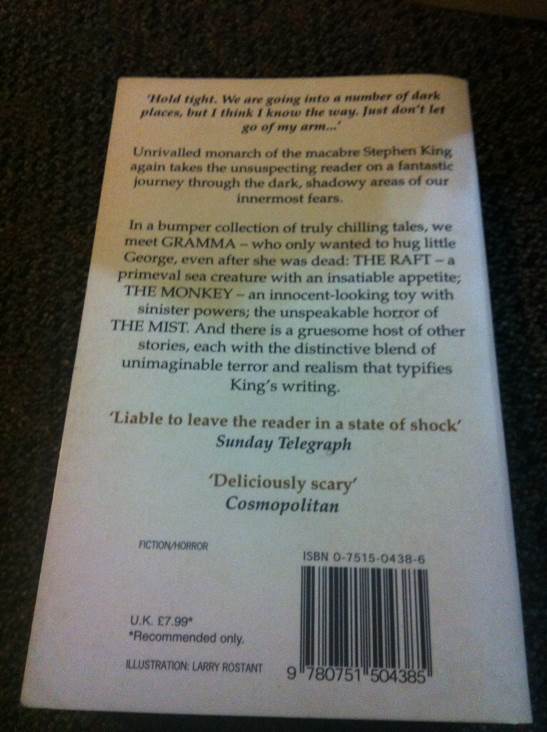 'Hold tight. We are going into a number of dark
places, but I think I know the way. Just don't let
go of my arm...'
Unrivalled monarch of the macabre Stephen King
again takes the unsuspecting reader on a fantastic
journey through the dark, shadowy areas of our
innermost fears.
In a bumper collection of truly chilling tales, we
meet GRAMMA – who only wanted to hug little
George, even after she was dead: THE RAFT – a
primeval sea creature with an insatiable appetite;
THE MONKEY – an innocent-looking toy with
sinister powers; the unspeakable horror of
THE MIST. And there is a gruesome host of other
stories, each with the distinctive blend of
unimaginable terror and realism that typifies
King's writing.
'Liable to leave the reader in a state of shock'
Sunday Telegraph
'Deliciously scary'
Cosmopolitan
FICTION/HORROR
ISBN 0-7515-0438-6
U.K. £7.99*
*Recommended only.
ILLUSTRATION: LARRY ROSTANT
9 780751 504385